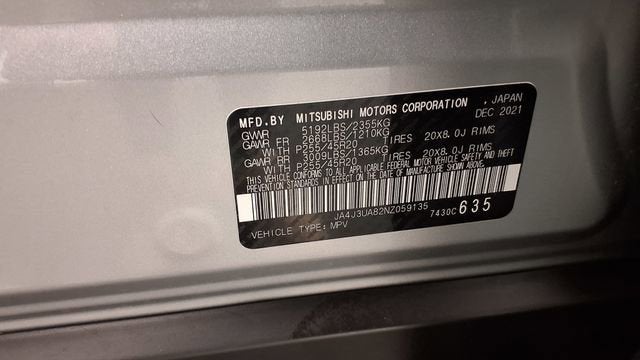 MFD.BY MITSUBISHI MOTORS CORPORATION , JAPAN
DEC 2021
GVWR 5192LBS/2355KG
GAWR FR 2668LBS/1210KG
WITH P255/45R20 TIRES 20X8.0J RIMS
GAWR RR 3009LBS/1365KG
WITH P255/45R20 TIRES 20X8.0J RIMS
THIS VEHICLE CONFORMS TO ALL APPLICABLE FEDERAL MOTOR VEHICLE SAFETY AND THEFT
PREVENTION STANDARDS IN EFFECT ON THE DATE OF MANUFACTURE SHOWN ABOVE.
JA4J3UA82NZ059135 7430C 635
VEHICLE TYPE: MPV